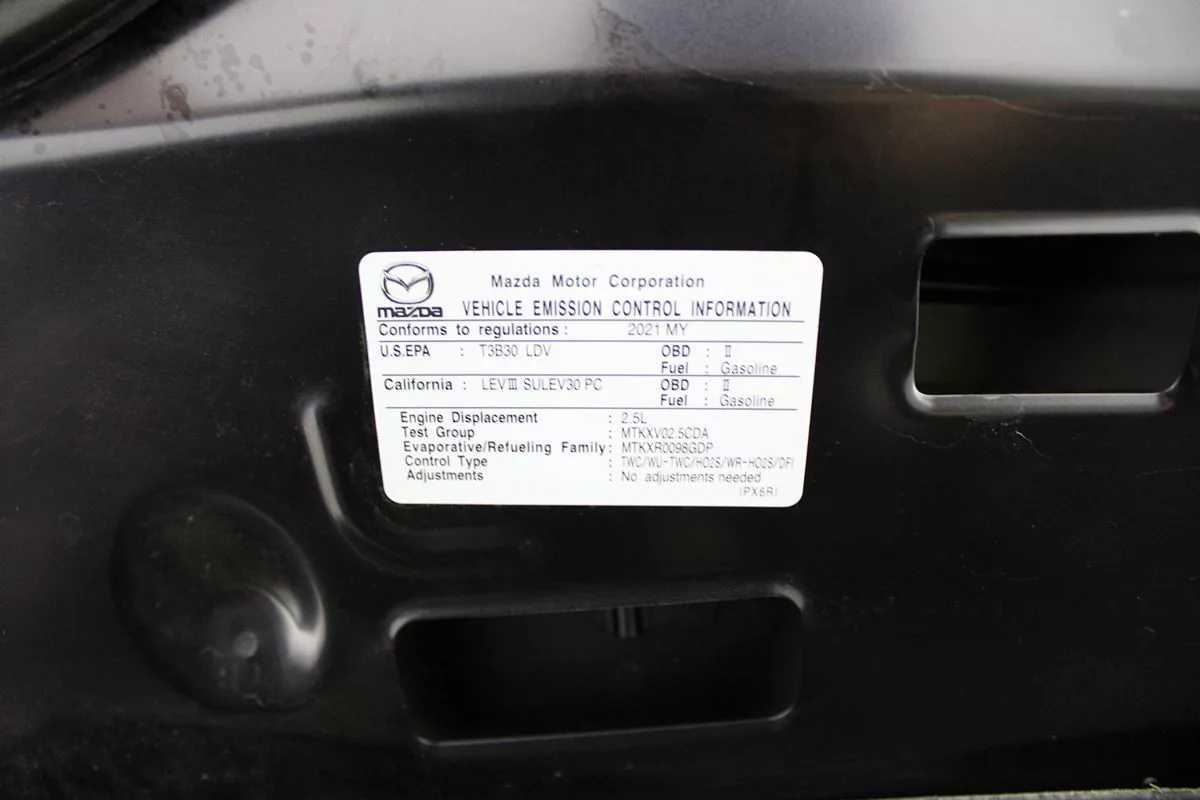 Mazda Motor Corporation
mazda VEHICLE EMISSION CONTROL INFORMATION
Conforms to regulations : 2021 MY
U.S.EPA : T3B30 LDV OBD : Ⅱ
Fuel : Gasoline
California : LEVⅢ SULEV30 PC OBD : Ⅱ
Fuel : Gasoline
Engine Displacement : 2.5L
Test Group : MTKXV02.5CDA
Evaporative/Refueling Family : MTKXR0098GDP
Control Type : TWC/WU-TWC/HO2S/WR-HO2S/DFI
Adjustments : No adjustments needed
(PX6R)